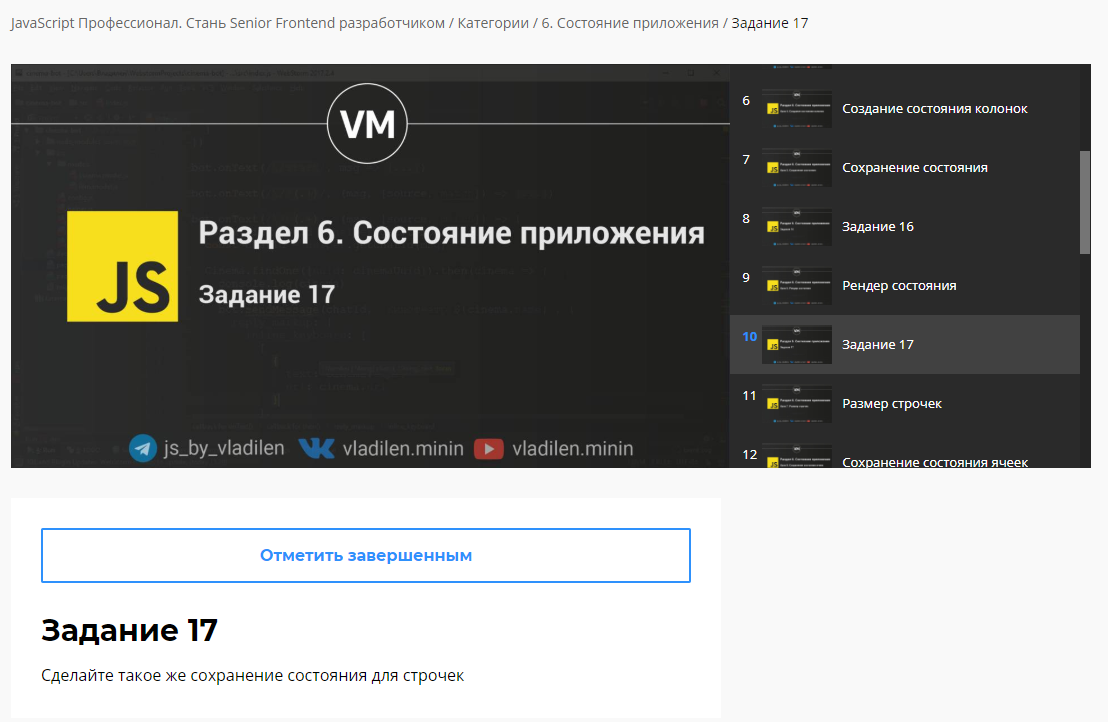 JavaScript Профессионал. Стань Senior Frontend разработчиком / Категории / 6. Состояние приложения / Задание 17
VM
JS
Раздел 6. Состояние приложения
Задание 17
js_by_vladilen
vladilen.minin
vladilen.minin
6 Создание состояния колонок
7 Сохранение состояния
8 Задание 16
9 Рендер состояния
10 Задание 17
11 Размер строчек
12 Сохранение состояния ячеек
Отметить завершенным
Задание 17
Сделайте такое же сохранение состояния для строчек